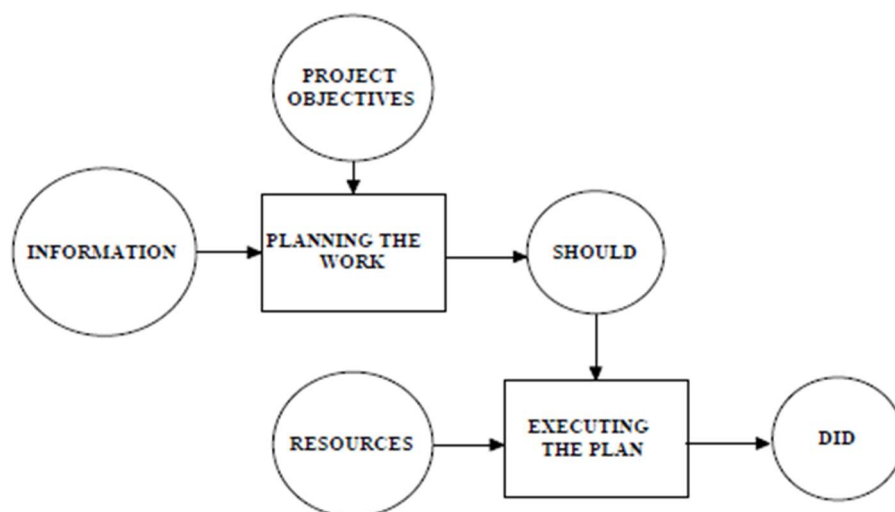 PROJECT
OBJECTIVES
INFORMATION
PLANNING THE
WORK
SHOULD
RESOURCES
EXECUTING
THE PLAN
DID